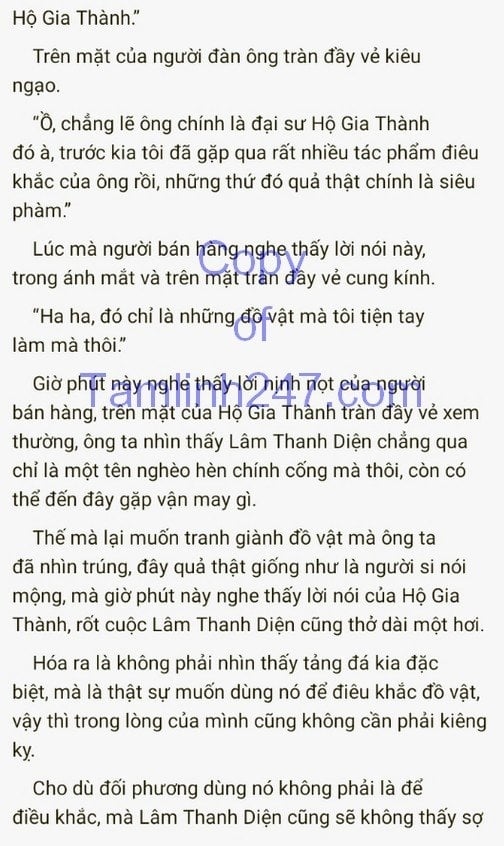 Hộ Gia Thành.”
Trên mặt của người đàn ông tràn đầy vẻ kiêu
ngạo.
“Ồ, chẳng lẽ ông chính là đại sư Hộ Gia Thành
đó à, trước kia tôi đã gặp qua rất nhiều tác phẩm điêu
khắc của ông rồi, những thứ đó quả thật chính là siêu
phàm.”
Lúc mà người bán hàng nghe thấy lời nói này,
trong ánh mắt và trên mặt tràn đầy vẻ cung kính.
“Ha ha, đó chỉ là những đồ vật mà tôi tiện tay
làm mà thôi.”
Giờ phút này nghe thấy lời nịnh nọt của người
bán hàng, trên mặt của Hộ Gia Thành tràn đầy vẻ xem
thường, ông ta nhìn thấy Lâm Thanh Diện chẳng qua
chỉ là một tên nghèo hèn chính cống mà thôi, còn có
thể đến đây gặp vận may gì.
Thế mà lại muốn tranh giành đồ vật mà ông ta
đã nhìn trúng, đây quả thật giống như là người si nói
mộng, mà giờ phút này nghe thấy lời nói của Hộ Gia
Thành, rốt cuộc Lâm Thanh Diện cũng thở dài một hơi.
Hóa ra là không phải nhìn thấy tảng đá kia đặc
biệt, mà là thật sự muốn dùng nó để điêu khắc đồ vật,
vậy thì trong lòng của mình cũng không cần phải kiêng
kỵ.
Cho dù đối phương dùng nó không phải là để
điều khắc, mà Lâm Thanh Diện cũng sẽ không thấy sợ
Copy
of
Tamlinh247.com